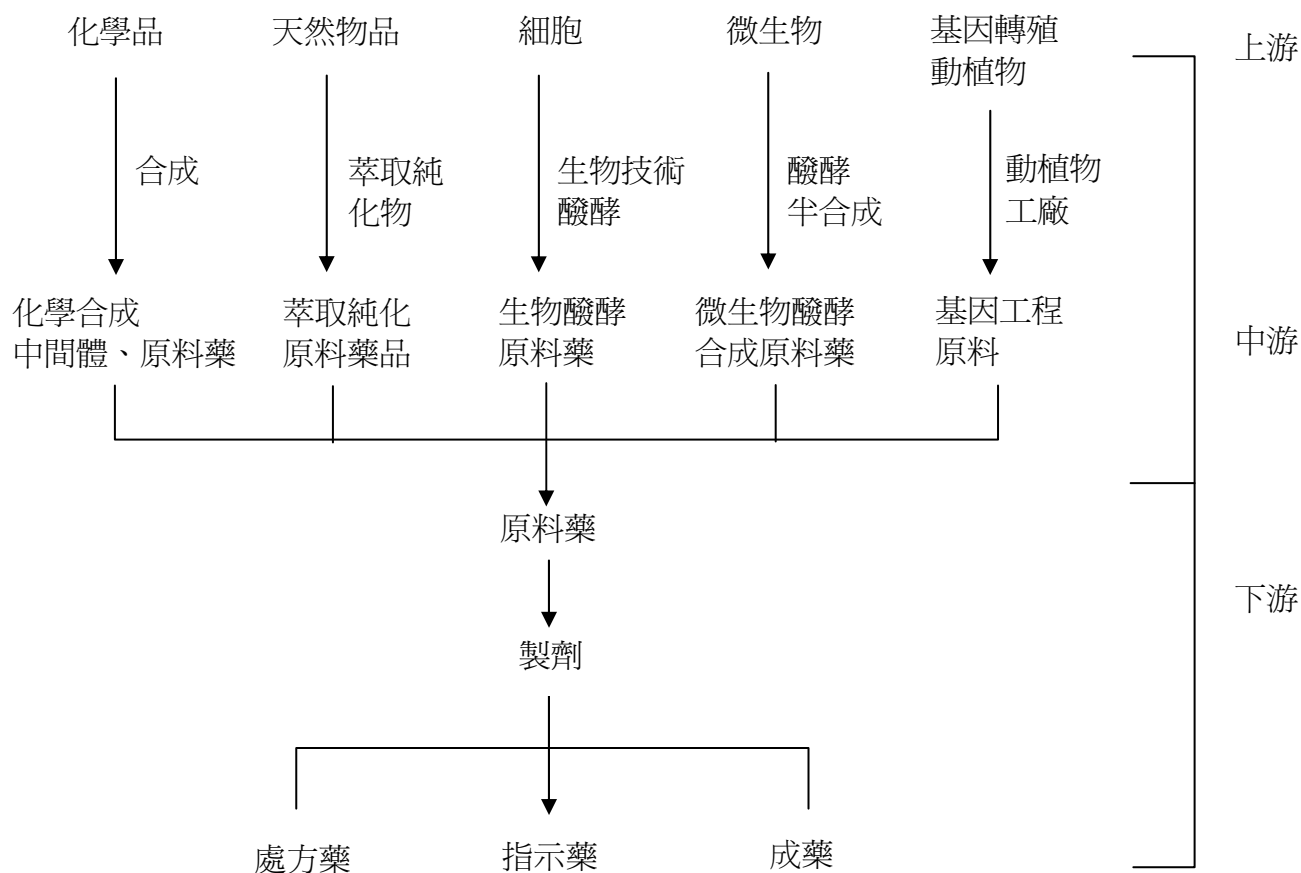 化學品
天然物品
細胞
微生物
基因轉殖
動植物
上游
合成
萃取純
化物
生物技術
醱酵
醱酵
半合成
動植物
工廠
化學合成
中間體、原料藥
萃取純化
原料藥品
生物醱酵
原料藥
微生物醱酵
合成原料藥
基因工程
原料
中游
原料藥
下游
製劑
處方藥
指示藥
成藥